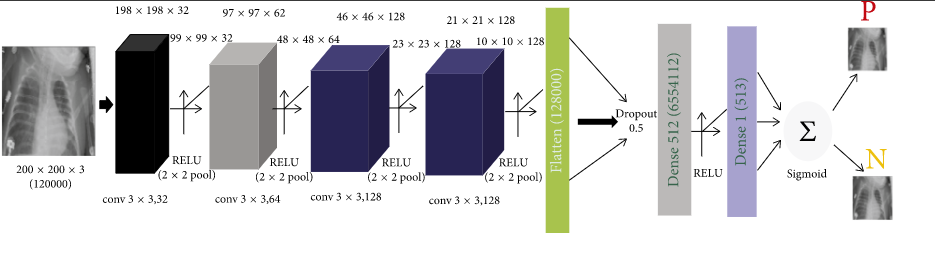 198 × 198 × 32
99 × 99 × 32
97 × 97 × 62
48 × 48 × 64
46 × 46 × 128
23 × 23 × 128
21 × 21 × 128
10 × 10 × 128
200 × 200 × 3
(120000)
RELU
(2 × 2 pool)
conv 3 × 3,32
RELU
(2 × 2 pool)
conv 3 × 3,64
RELU
(2 × 2 pool)
conv 3 × 3,128
RELU
(2 × 2 pool)
conv 3 × 3,128
Flatten (128000)
Dropout
0.5
Dense 512 (6554112)
RELU
Dense 1 (513)
Σ
Sigmoid
P
N